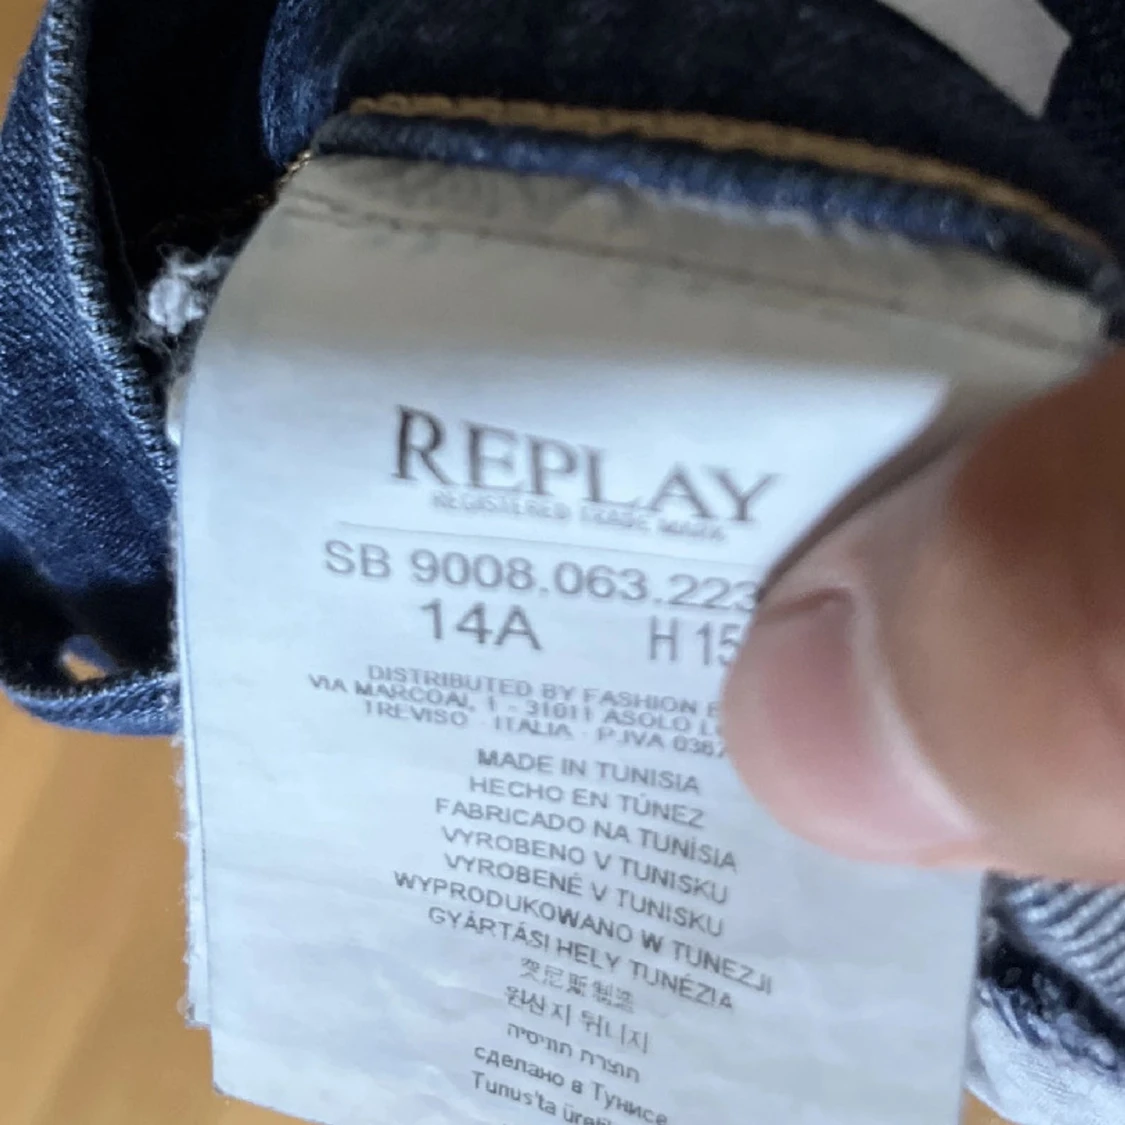 REPLAY
REGISTERED TRADE MARK
SB 9008.063.223
14A H 15
DISTRIBUTED BY FASHION
VIA MARCOAI, 1 - 31011 ASOLO
TREVISO - ITALIA - P.IVA 0367
MADE IN TUNISIA
HECHO EN TÚNEZ
FABRICADO NA TUNÍSIA
VYROBENO V TUNISKU
VYROBENÉ V TUNISKU
WYPRODUKOWANO W TUNEZJI
GYÁRTÁSI HELY TUNÉZIA
突尼斯制造
원산지 튀니지
תוצרת תוניסיה
сделано в Тунисе
Tunus'ta